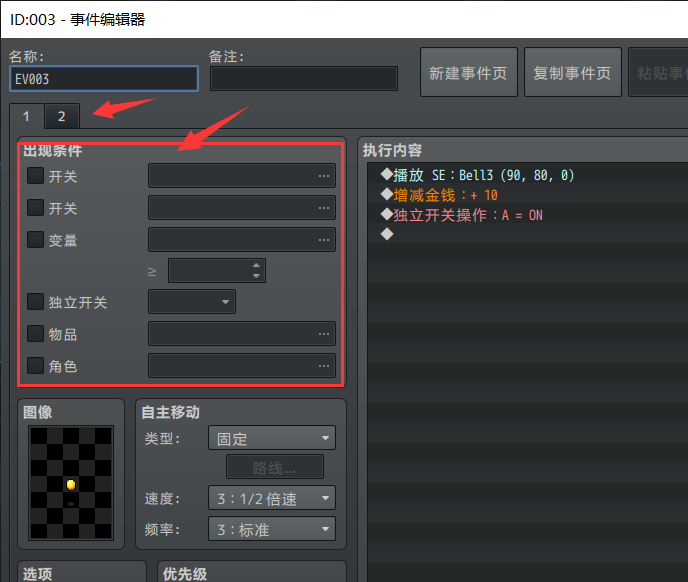 ID:003 - 事件编辑器
名称:
备注:
EV003
新建事件页
复制事件页
粘贴事件
1
2
出现条件
开关
...
开关
...
变量
...
≥
独立开关
物品
...
角色
...
执行内容
◆播放 SE：Bell3 (90, 80, 0)
◆增减金钱：+ 10
◆独立开关操作：A = ON
◆
图像
自主移动
类型:
固定
路线...
速度:
3：1/2 倍速
频率:
3：标准
选项
优先级